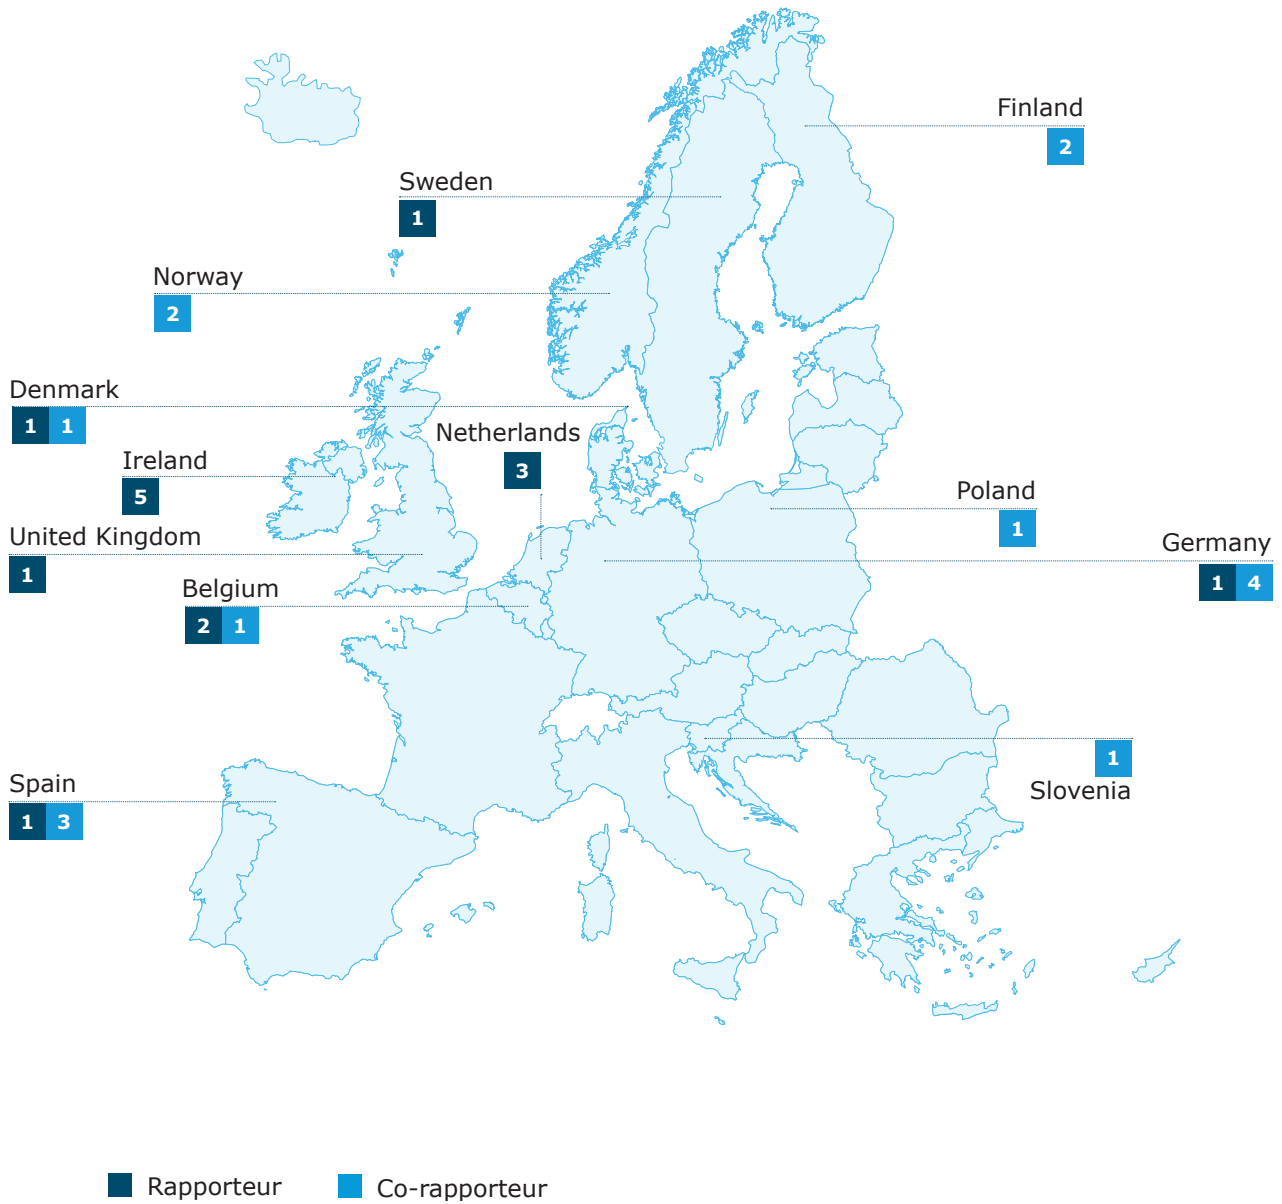 Finland
2
Sweden
1
Norway
2
Denmark
1 1
Netherlands
3
Ireland
5
Poland
1
United Kingdom
1
Germany
1 4
Belgium
2 1
1
Slovenia
Spain
1 3
Rapporteur
Co-rapporteur